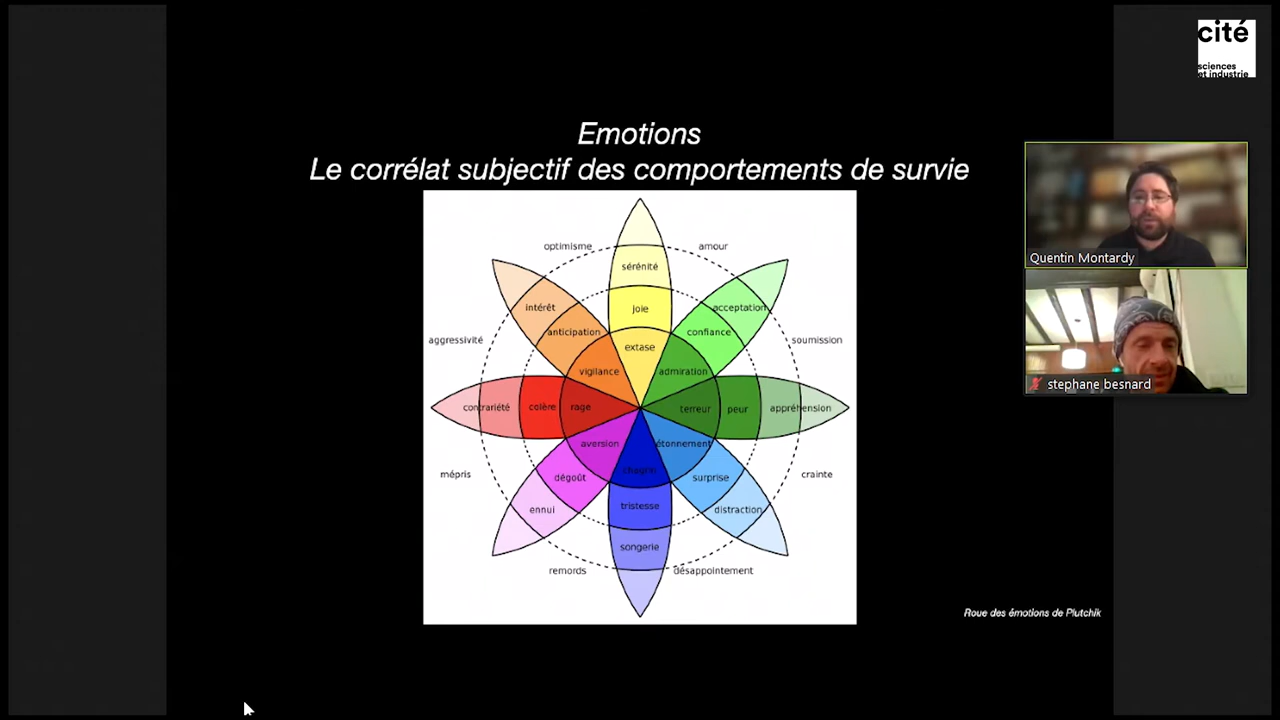 cité
sciences
et industrie
Emotions
Le corrélat subjectif des comportements de survie
optimisme
amour
sérénité
intérêt
joie
acceptation
anticipation
confiance
aggressivité
soumission
extase
vigilance
admiration
contrariété
colère
rage
terreur
peur
appréhension
aversion
étonnement
mépris
dégoût
chagrin
surprise
crainte
ennui
tristesse
distraction
songerie
remords
désappointement
Roue des émotions de Plutchik
Quentin Montardy
stephane besnard